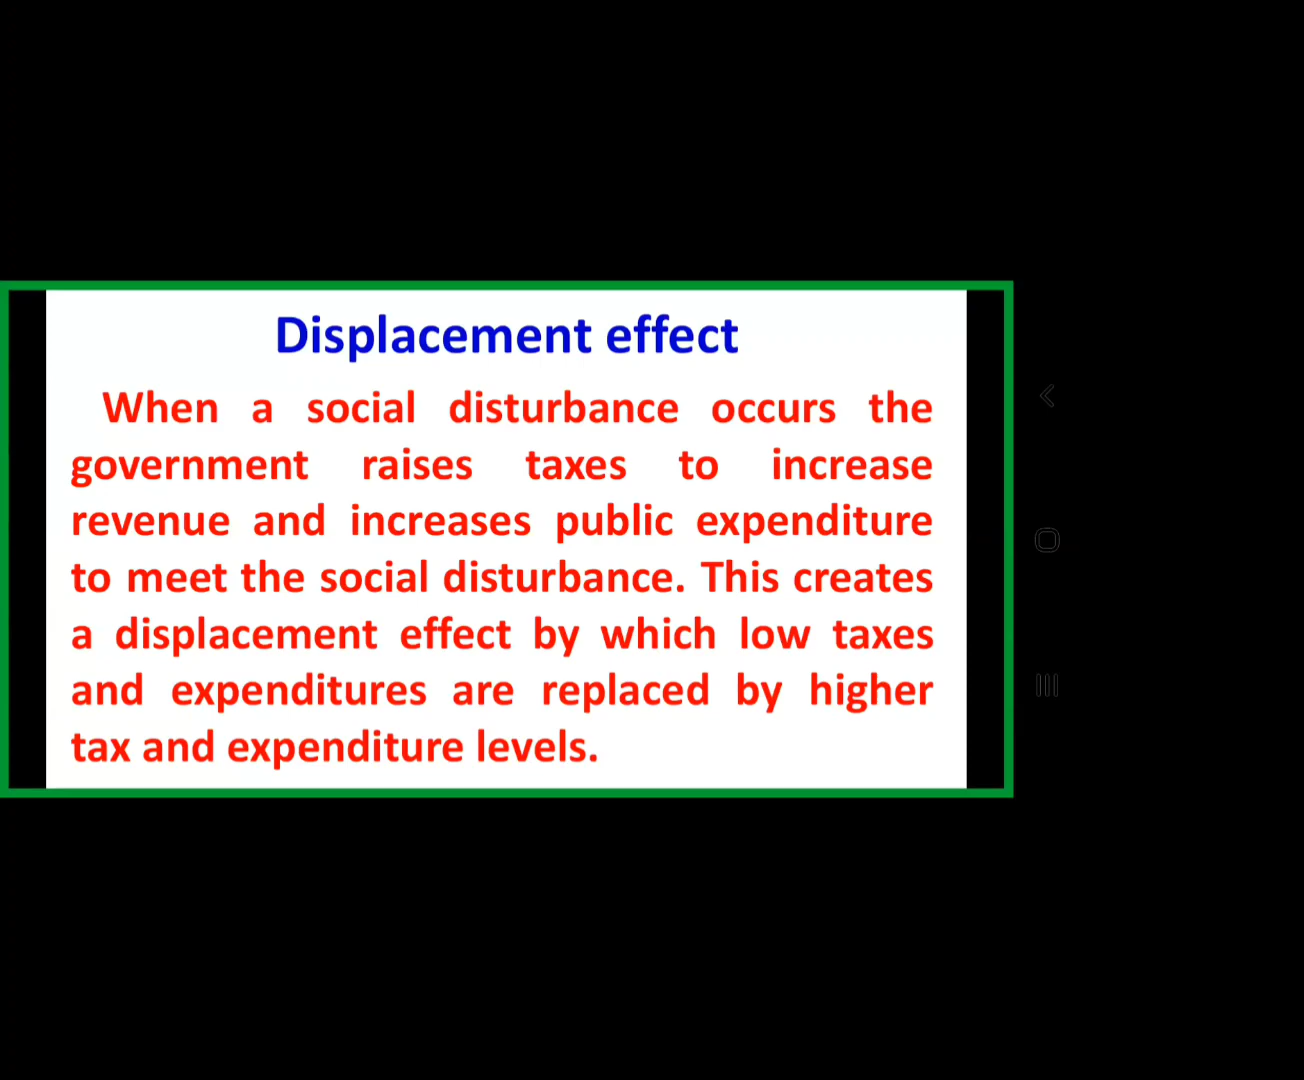 Displacement effect
When a social disturbance occurs the
government raises taxes to increase
revenue and increases public expenditure
to meet the social disturbance. This creates
a displacement effect by which low taxes
and expenditures are replaced by higher
tax and expenditure levels.